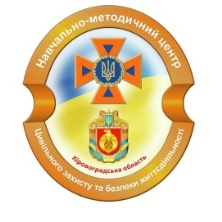 Навчально-методичний центр
Кіровоградська область
Цивільного захисту та безпеки життєдіяльності